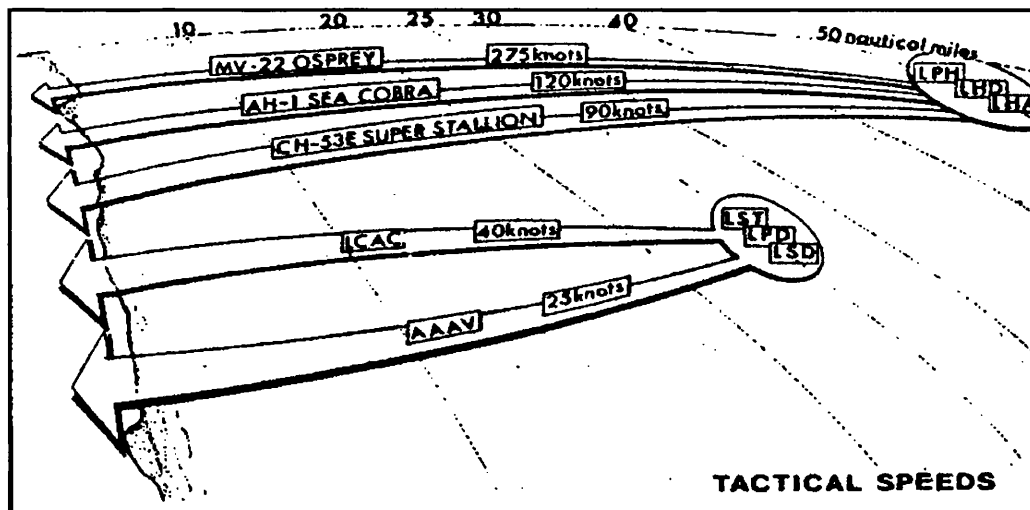 10 20 25 30 40 50 nautical miles
MV-22 OSPREY 275knots
AH-1 SEA COBRA 120knots
CH-53E SUPER STALLION 90knots
LPH
LHD
LHA
LCAC 40knots
LST
LPD
LSD
AAAV 25knots
TACTICAL SPEEDS